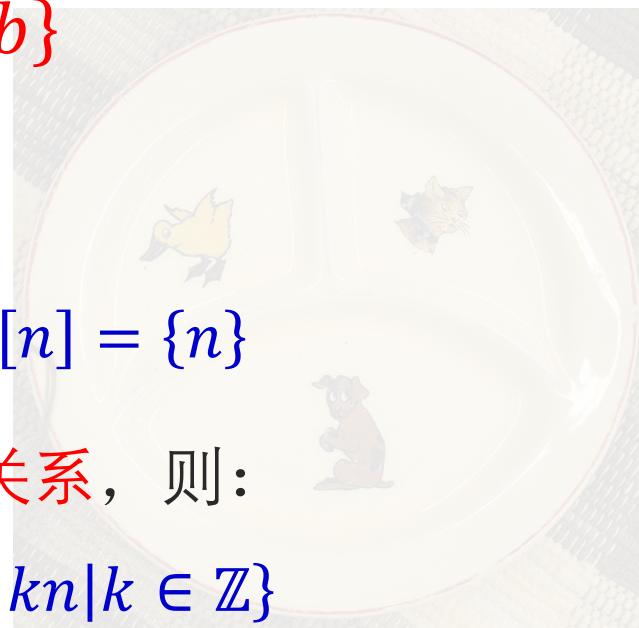 b}
[n] = {n}
关系，则：
kn|k ∈ ℤ}